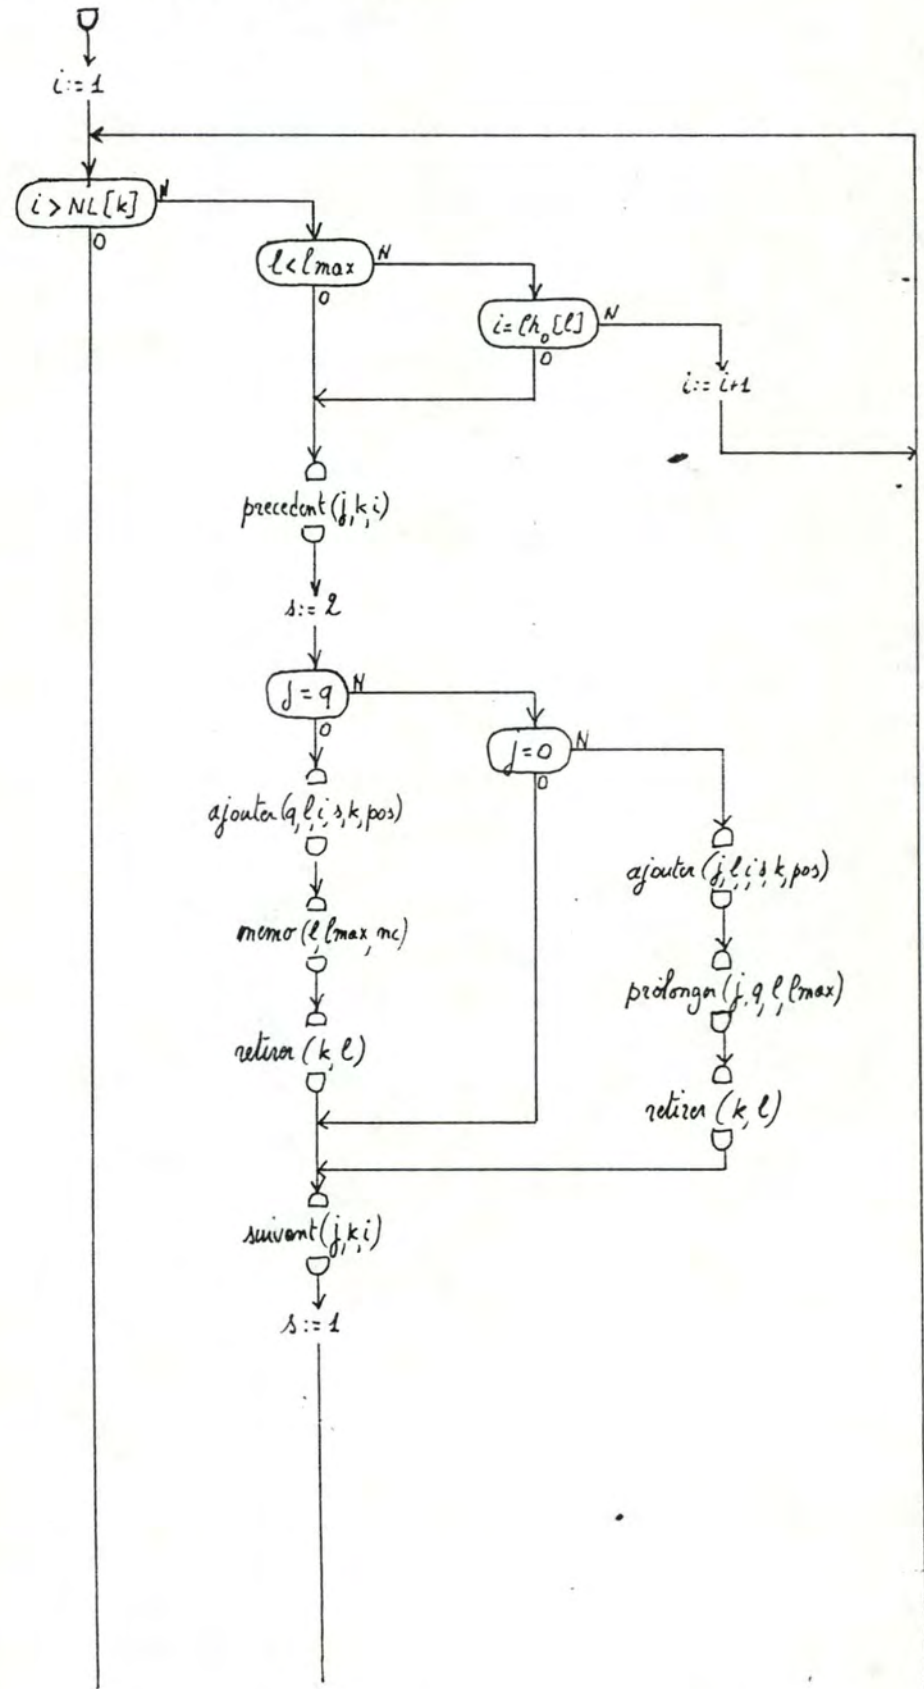 i:=1
i > NL[k]
N
O
l < lmax
N
O
i = ch₀[l]
N
O
i:= i+1
precedent(j,k,i)
s:= 2
j = q
N
O
j = 0
N
O
ajouter(q,l,i,s,k,pos)
ajouter(j,l,i,s,k,pos)
memo(l,lmax,nc)
prolonger(j,q,l,lmax)
retirer(k,l)
retirer(k,l)
suivant(j,k,i)
s:= 1